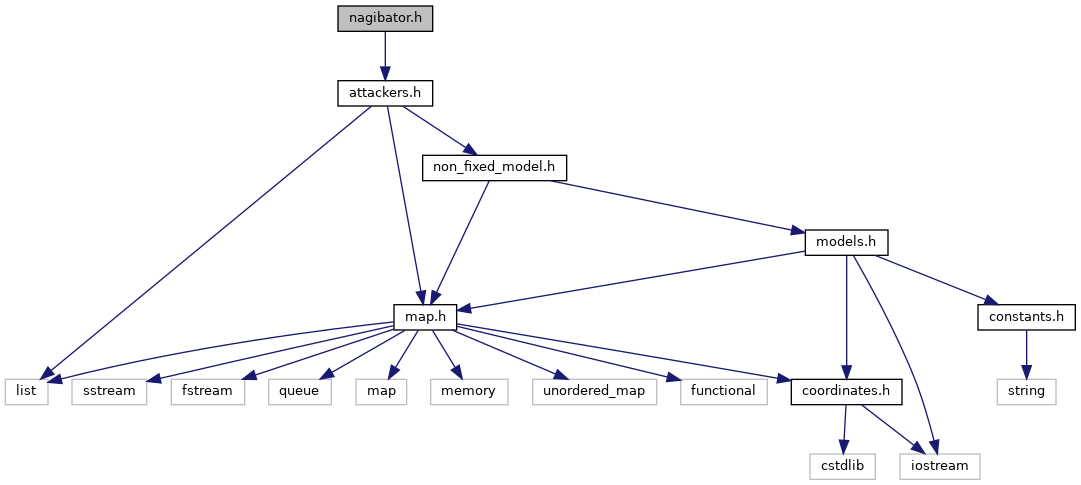 nagibator.h
attackers.h
non_fixed_model.h
models.h
map.h
constants.h
list
sstream
fstream
queue
map
memory
unordered_map
functional
coordinates.h
string
cstdlib
iostream